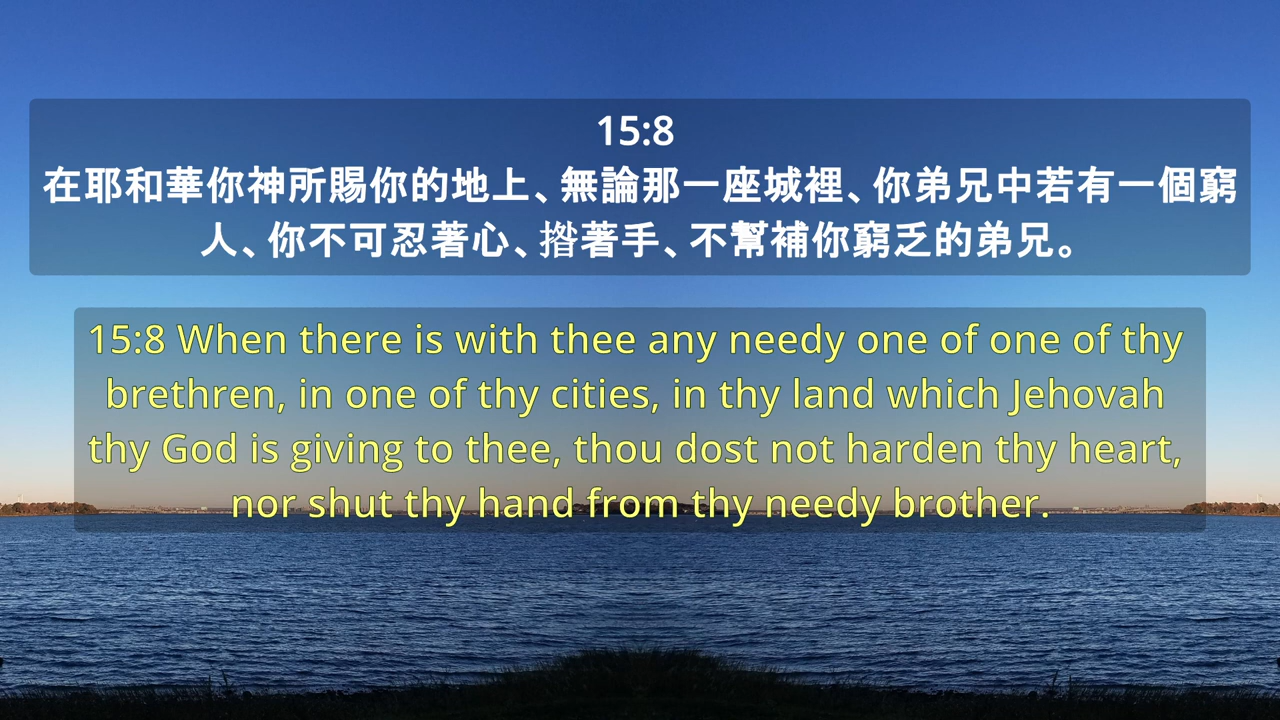 15:8
在耶和華你神所賜你的地上、無論那一座城裡、你弟兄中若有一個窮
人、你不可忍著心、揝著手、不幫補你窮乏的弟兄。
15:8 When there is with thee any needy one of one of thy
brethren, in one of thy cities, in thy land which Jehovah
thy God is giving to thee, thou dost not harden thy heart,
nor shut thy hand from thy needy brother.